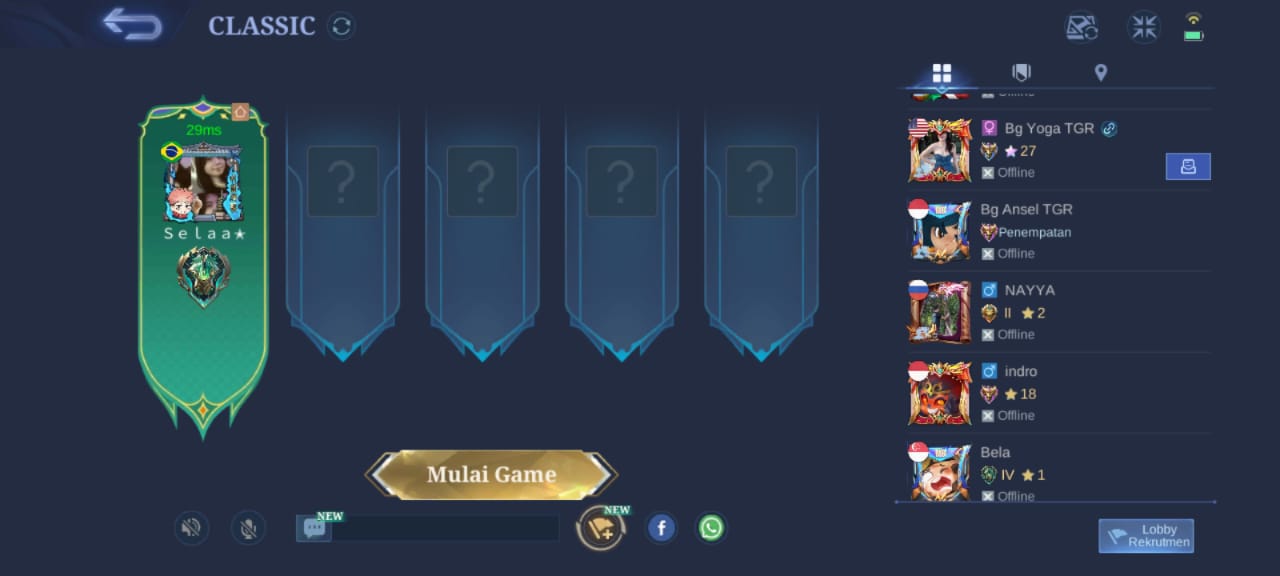 CLASSIC
29ms
Selaa★
Mulai Game
NEW
NEW
Offline
Bg Yoga TGR
27
Offline
Bg Ansel TGR
Penempatan
Offline
NAYYA
II ★2
Offline
indro
★18
Offline
Bela
IV ★1
Offline
Lobby
Rekrutmen